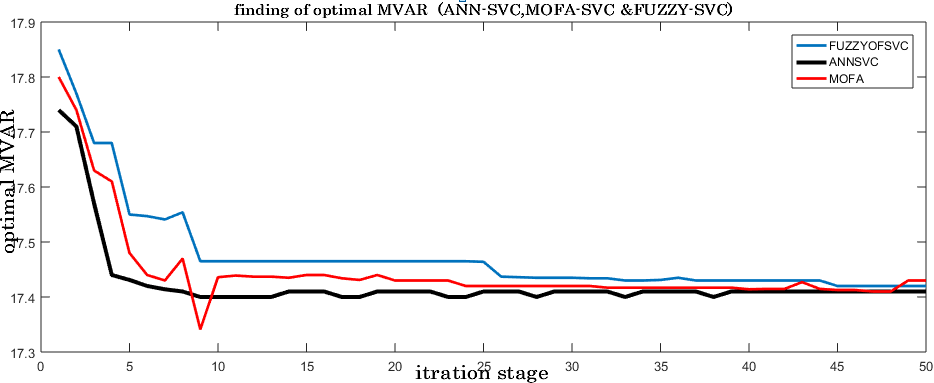 finding of optimal MVAR (ANN-SVC,MOFA-SVC &FUZZY-SVC)
17.9
17.8
17.7
17.6
17.5
17.4
17.3
optimal MVAR
FUZZYOFSVC
ANNSVC
MOFA
0 5 10 15 20 25 30 35 40 45 50
itration stage